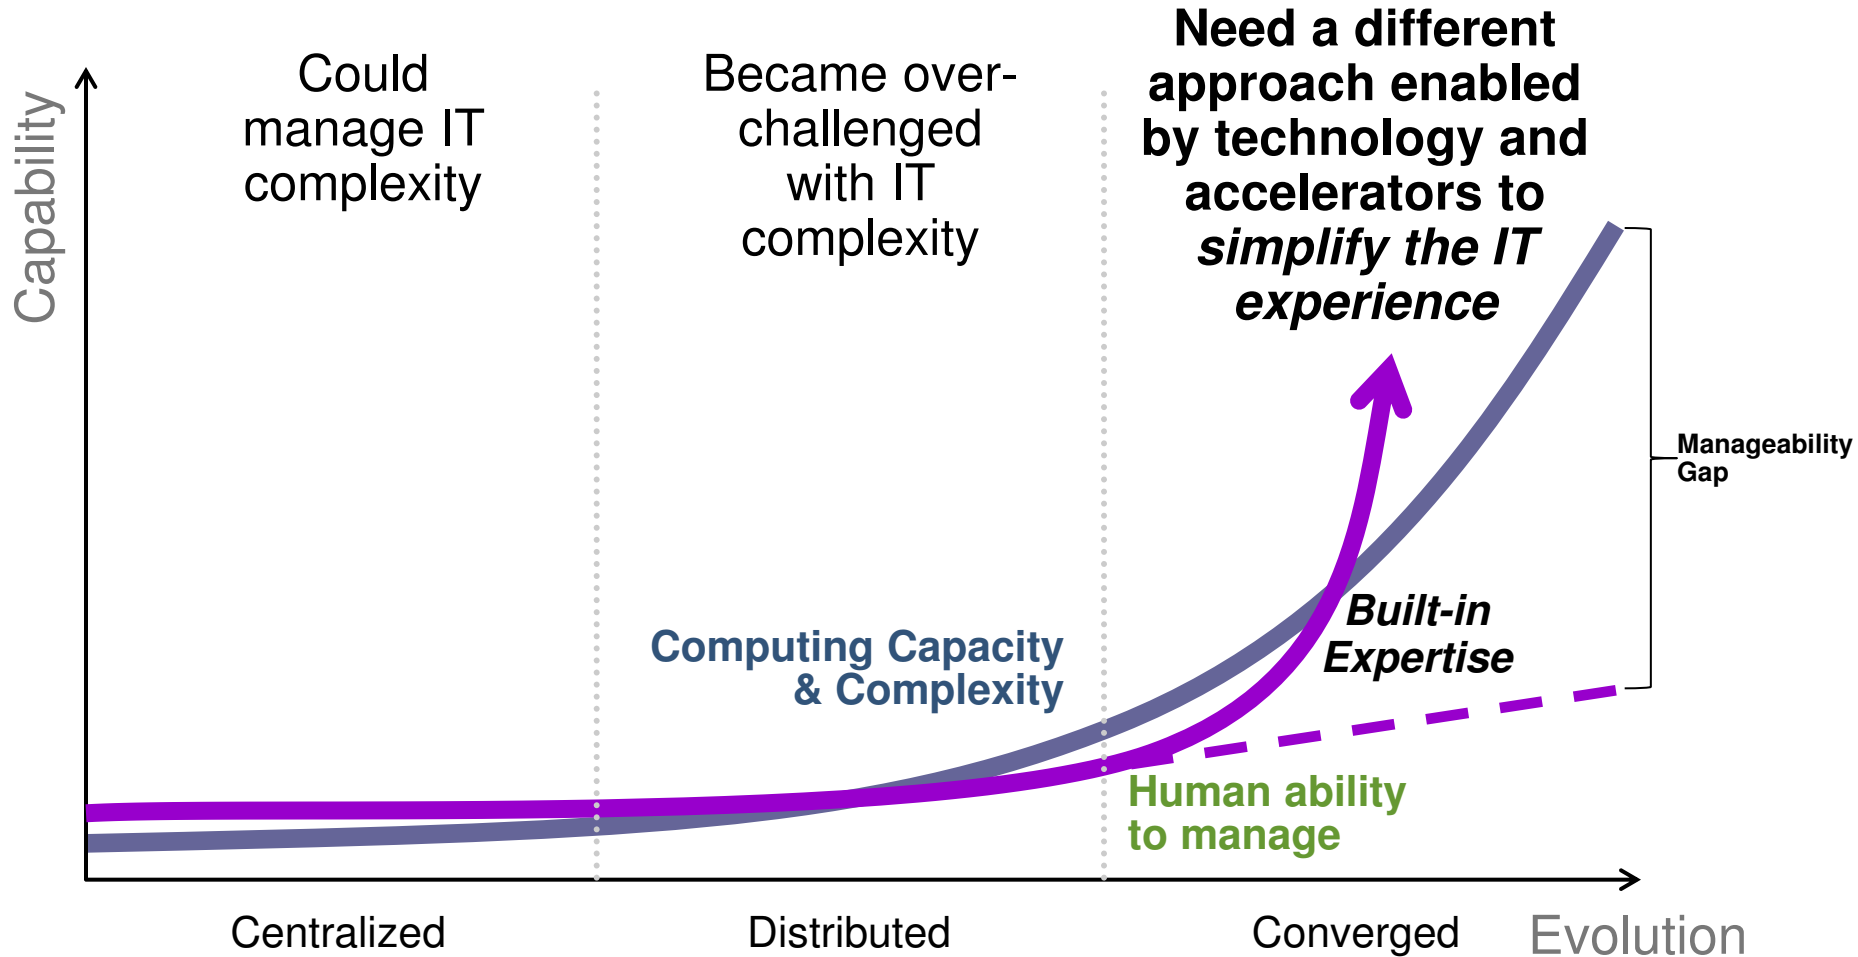 Capability
Could
manage IT
complexity
Became over-
challenged
with IT
complexity
Need a different
approach enabled
by technology and
accelerators to
simplify the IT
experience
Manageability
Gap
Built-in
Expertise
Computing Capacity
& Complexity
Human ability
to manage
Centralized
Distributed
Converged
Evolution